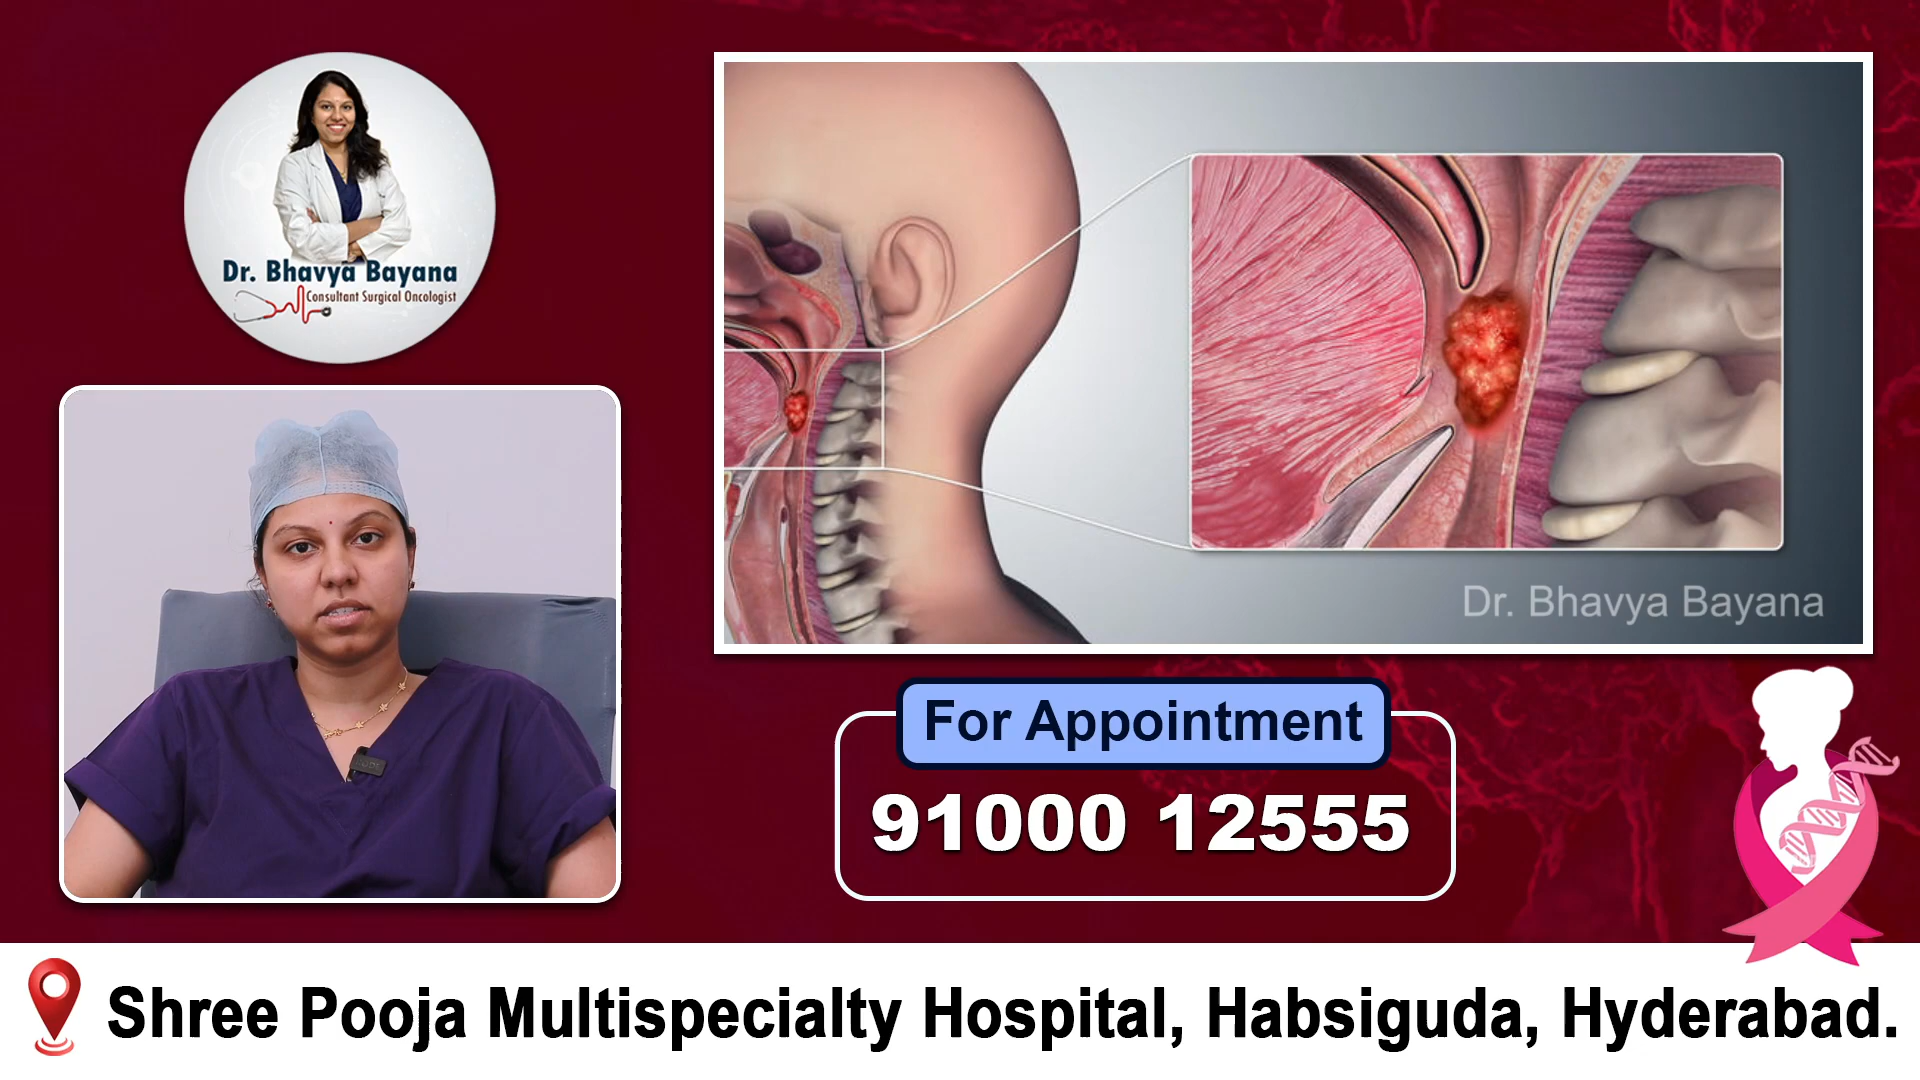 Dr. Bhavya Bayana
Consultant Surgical Oncologist
Dr. Bhavya Bayana
For Appointment
91000 12555
Shree Pooja Multispecialty Hospital, Habsiguda, Hyderabad.